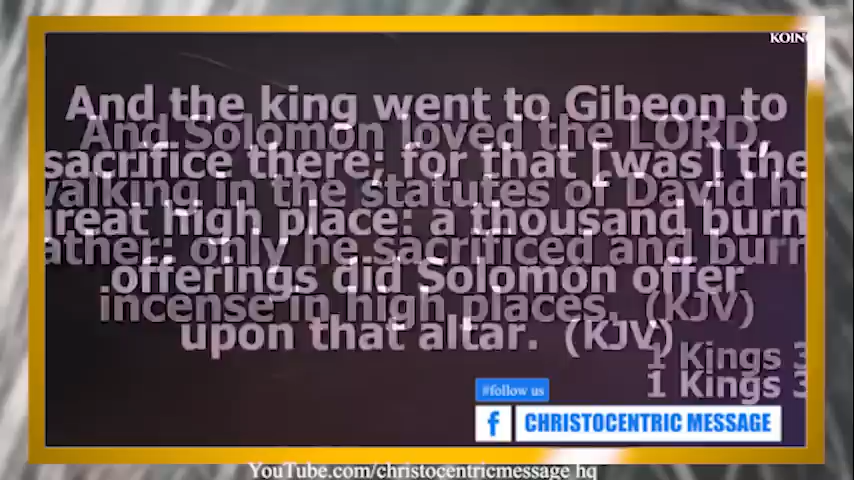 KOIN
And the king went to Gibeon to
sacrifice there; for that [was] the
great high place: a thousand burn
offerings did Solomon offer
upon that altar. (KJV)
1 Kings 3
And Solomon loved the LORD,
walking in the statutes of David hi
ather: only he sacrificed and burn
incense in high places. (KJV)
1 Kings 3
#follow us
f CHRISTOCENTRIC MESSAGE
YouTube.com/christocentricmessage hq